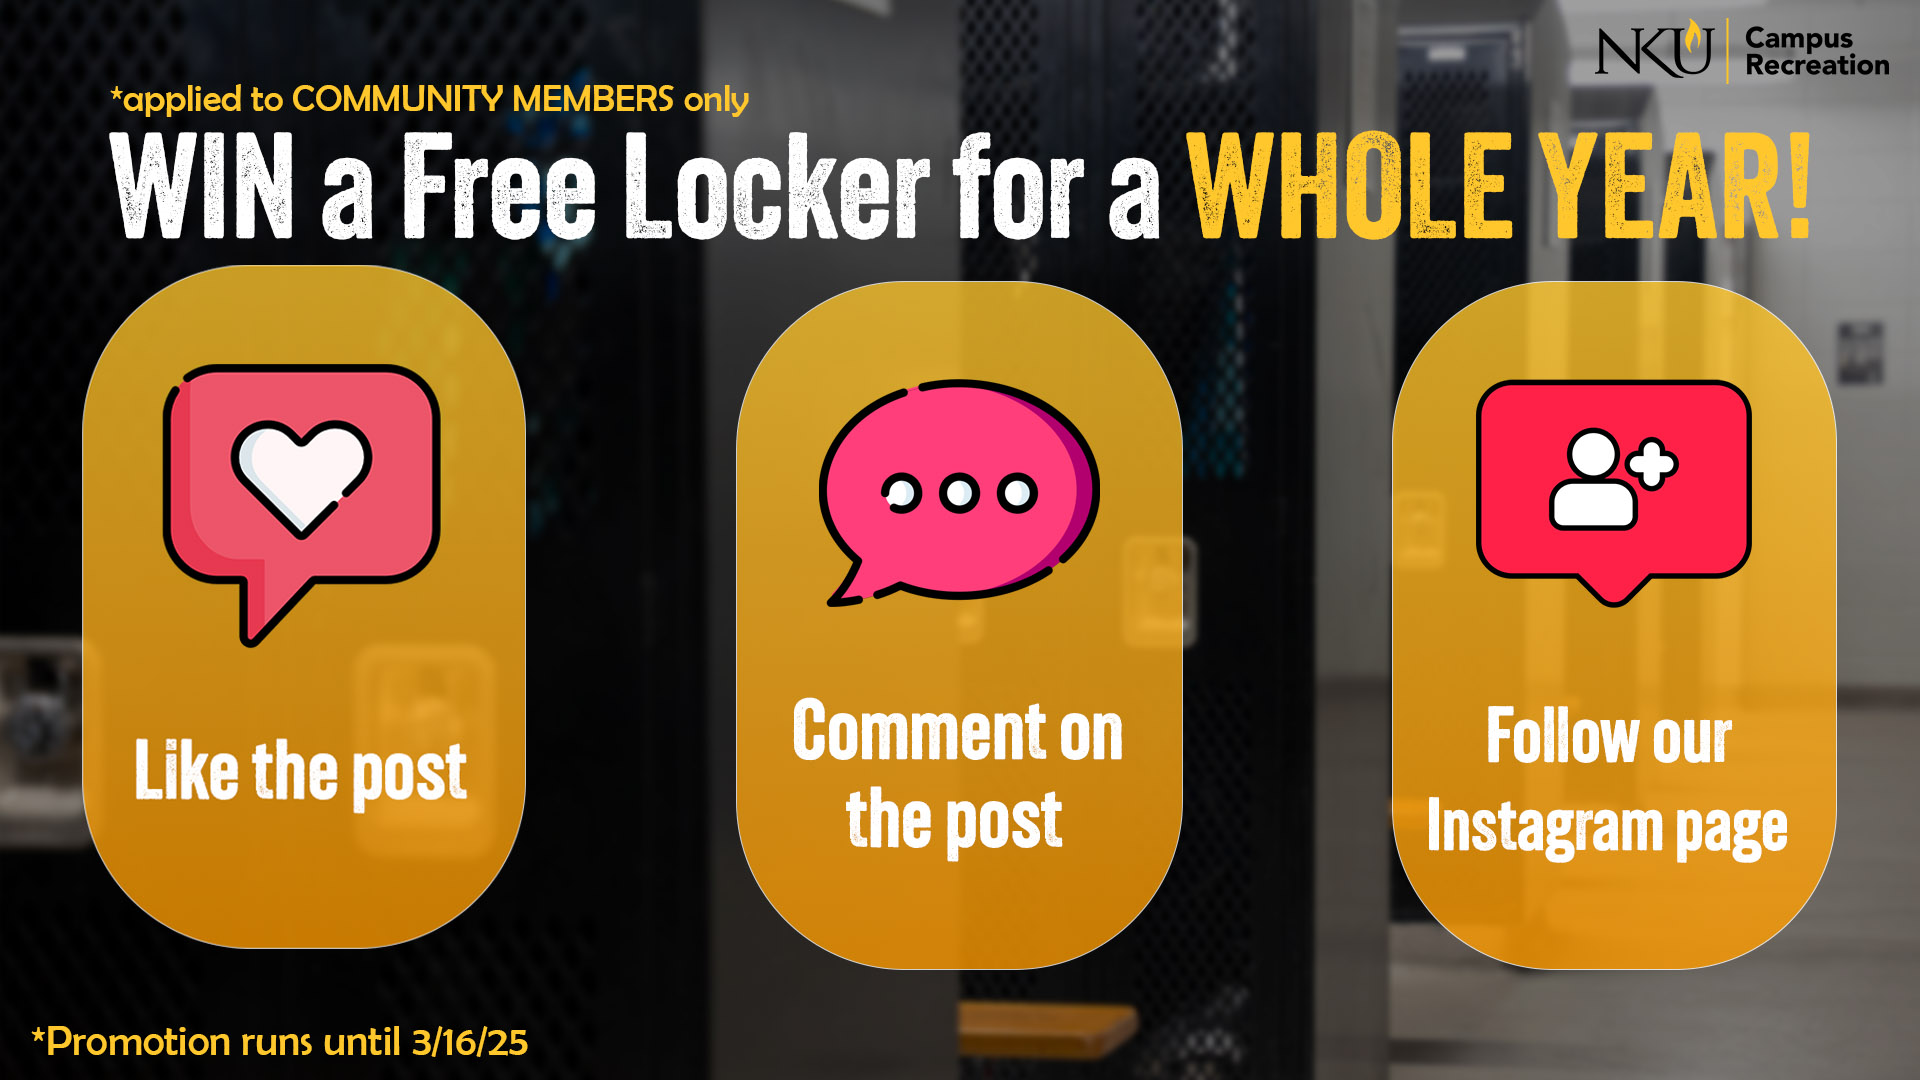 NKU Campus
Recreation
*applied to COMMUNITY MEMBERS only
WIN a Free Locker for a WHOLE YEAR!
Like the post
Comment on
the post
Follow our
Instagram page
*Promotion runs until 3/16/25